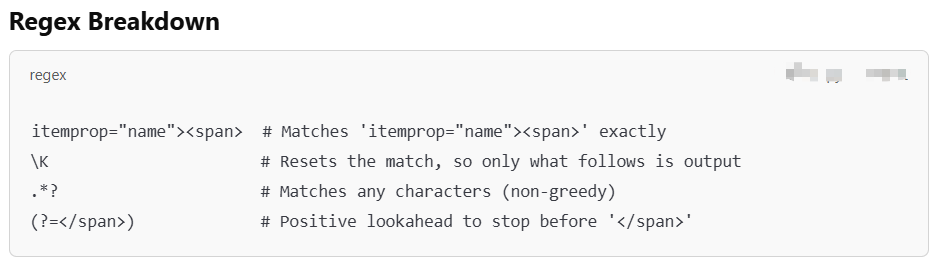 Regex Breakdown
regex
itemprop="name"><span>  # Matches 'itemprop="name"><span>' exactly
\K                      # Resets the match, so only what follows is output
.*?                     # Matches any characters (non-greedy)
(?=</span>)             # Positive lookahead to stop before '</span>'